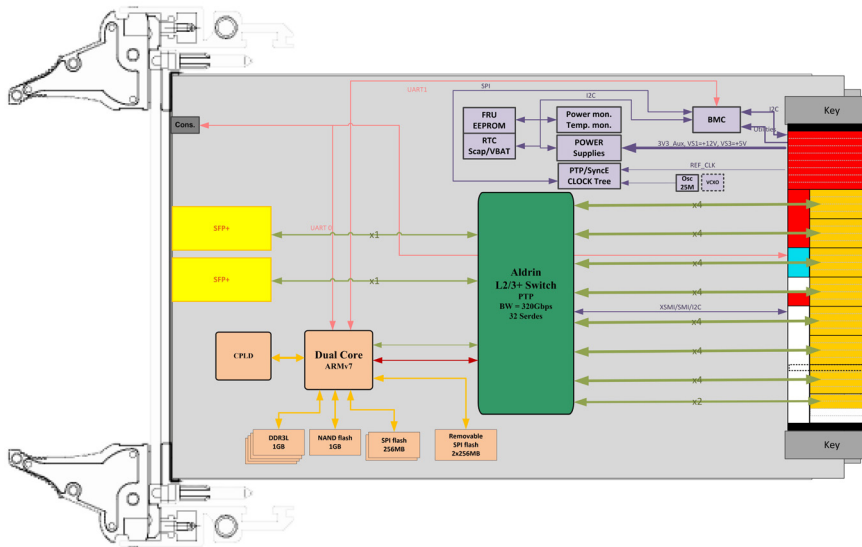 Key
UART1
SPI
I2C
FRU
EEPROM
Power mon.
Temp. mon.
BMC
I2C
Utilities
Cons.
RTC
Scap/VBAT
POWER
Supplies
3V3_Aux, VS1=+12V, VS3=+5V
REF_CLK
PTP/SyncE
CLOCK Tree
Osc
25M
VCXO
x4
SFP+
UART 0
x1
x4
x4
SFP+
x1
Aldrin
L2/3+ Switch
PTP
BW = 320Gbps
32 Serdes
x4
XSMI/SMI/I2C
x4
CPLD
Dual Core
ARMv7
x4
x4
x2
DDR3L
1GB
NAND flash
1GB
SPI flash
256MB
Removable
SPI flash
2x256MB
Key